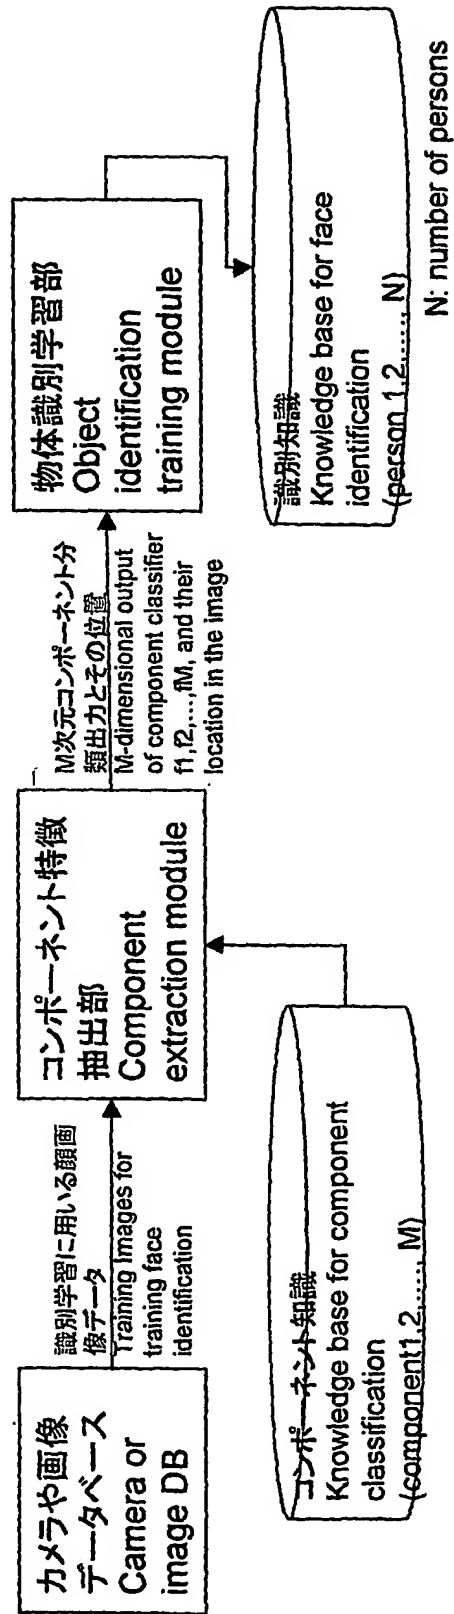 カメラや画像
データベース
Camera or
image DB
識別学習に用いる顔画
像データ
Training Images for
training face
identification
コンポーネント特徴
抽出部
Component
extraction module
M次元コンポーネント分
類出力とその位置
M-dimensional output
of component classifier
f1,f2,...,fM, and their
location in the image
物体識別学習部
Object
identification
training module
コンポーネント知識
Knowledge base for component
classification
(component1,2,....., M)
識別知識
Knowledge base for face
identification
(person 1,2,....., N)
N: number of persons